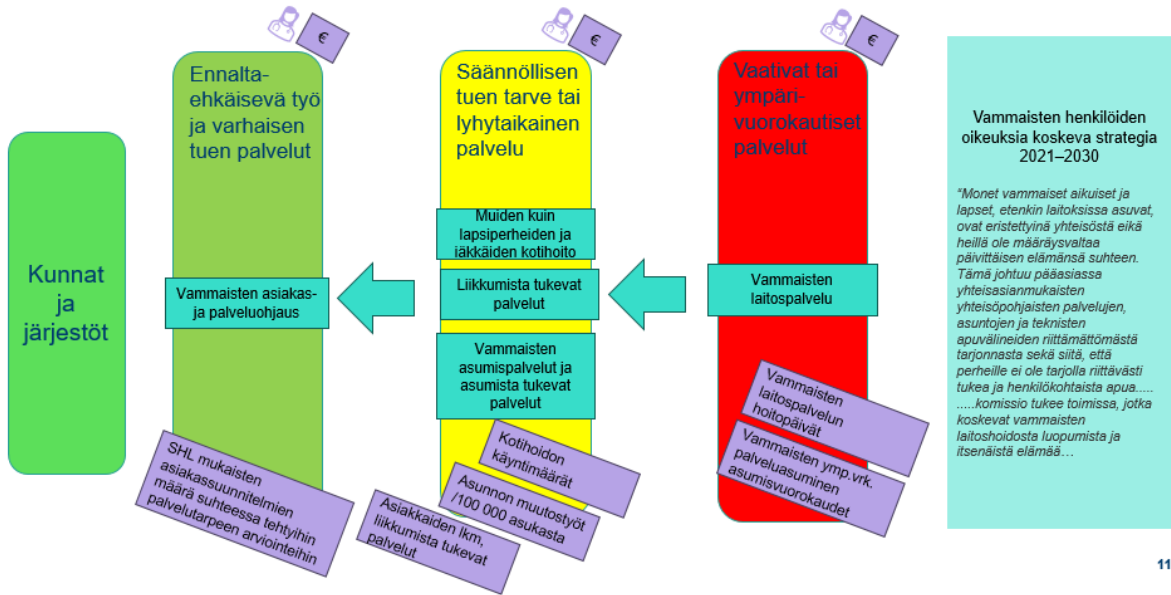 €
€
€
Kunnat
ja
järjestöt
Ennalta-
ehkäisevä työ
ja varhaisen
tuen palvelut
Vammaisten asiakas-
ja palveluohjaus
SHL mukaisten
asiakassuunnitelmien
määrä suhteessa tehtyihin
palvelutarpeen arviointeihin
Säännöllisen
tuen tarve tai
lyhytaikainen
palvelu
Muiden kuin
lapsiperheiden ja
iäkkäiden kotihoito
Liikkumista tukevat
palvelut
Vammaisten
asumispalvelut ja
asumista tukevat
palvelut
Kotihoidon
käyntimäärät
Asunnon muutostyöt
/100 000 asukasta
Asiakkaiden lkm,
liikkumista tukevat
palvelut
Vaativat tai
ympäri-
vuorokautiset
palvelut
Vammaisten
laitospalvelu
Vammaisten
laitospalvelun
hoitopäivät
Vammaisten ymp.vrk.
palveluasuminen
asumisvuorokaudet
Vammaisten henkilöiden
oikeuksia koskeva strategia
2021–2030
“Monet vammaiset aikuiset ja
lapset, etenkin laitoksissa asuvat,
ovat eristettyinä yhteisöstä eikä
heillä ole määräysvaltaa
päivittäisen elämänsä suhteen.
Tämä johtuu pääasiassa
yhteisasianmukaisten
yhteisöpohjaisten palvelujen,
asuntojen ja teknisten
apuvälineiden riittämättömästä
tarjonnasta sekä siitä, että
perheille ei ole tarjolla riittävästi
tukea ja henkilökohtaista apua.....
.....komissio tukee toimissa, jotka
koskevat vammaisten
laitoshoidosta luopumista ja
itsenäistä elämää…
11